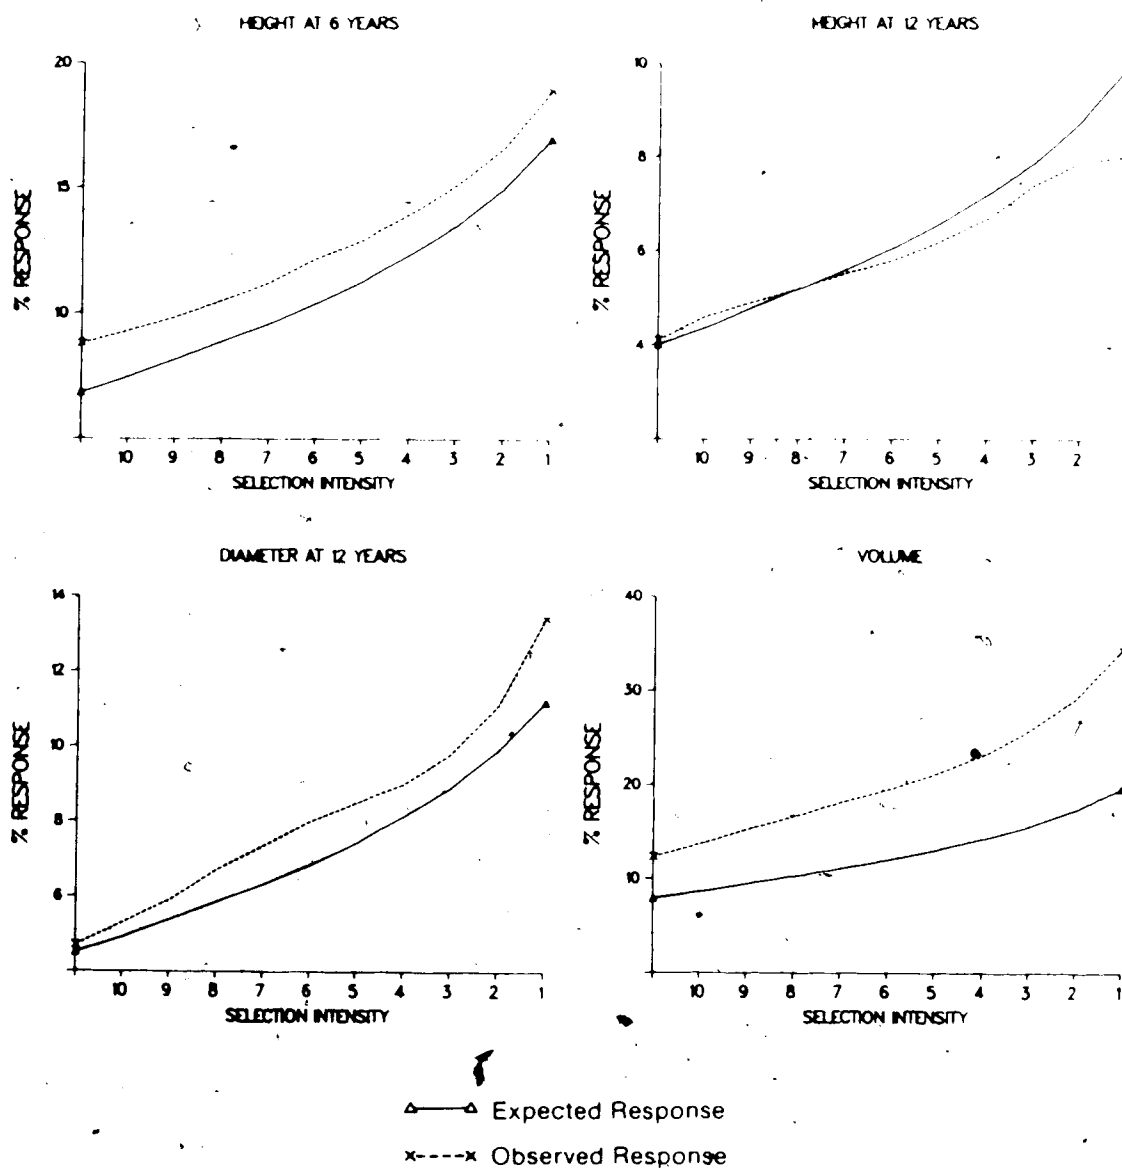 HEIGHT AT 6 YEARS
20
15
10
% RESPONSE
10 9 8 7 6 5 4 3 2 1
SELECTION INTENSITY
HEIGHT AT 12 YEARS
10
8
6
4
% RESPONSE
10 9 8 7 6 5 4 3 2
SELECTION INTENSITY
DIAMETER AT 12 YEARS
14
12
10
8
6
% RESPONSE
10 9 8 7 6 5 4 3 2 1
SELECTION INTENSITY
VOLUME
40
30
20
10
% RESPONSE
10 9 8 7 6 5 4 3 2 1
SELECTION INTENSITY
Expected Response
Observed Response